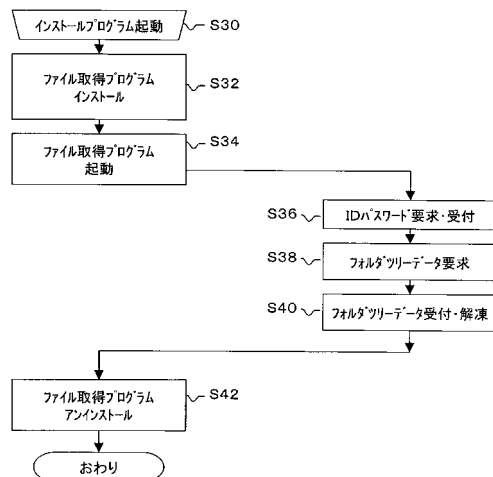 インストールプログラム起動
S30
ファイル取得プログラム
インストール
S32
ファイル取得プログラム
起動
S34
S36
IDパスワード要求・受付
S38
フォルダツリーデータ要求
S40
フォルダツリーデータ受付・解凍
ファイル取得プログラム
アンインストール
S42
おわり